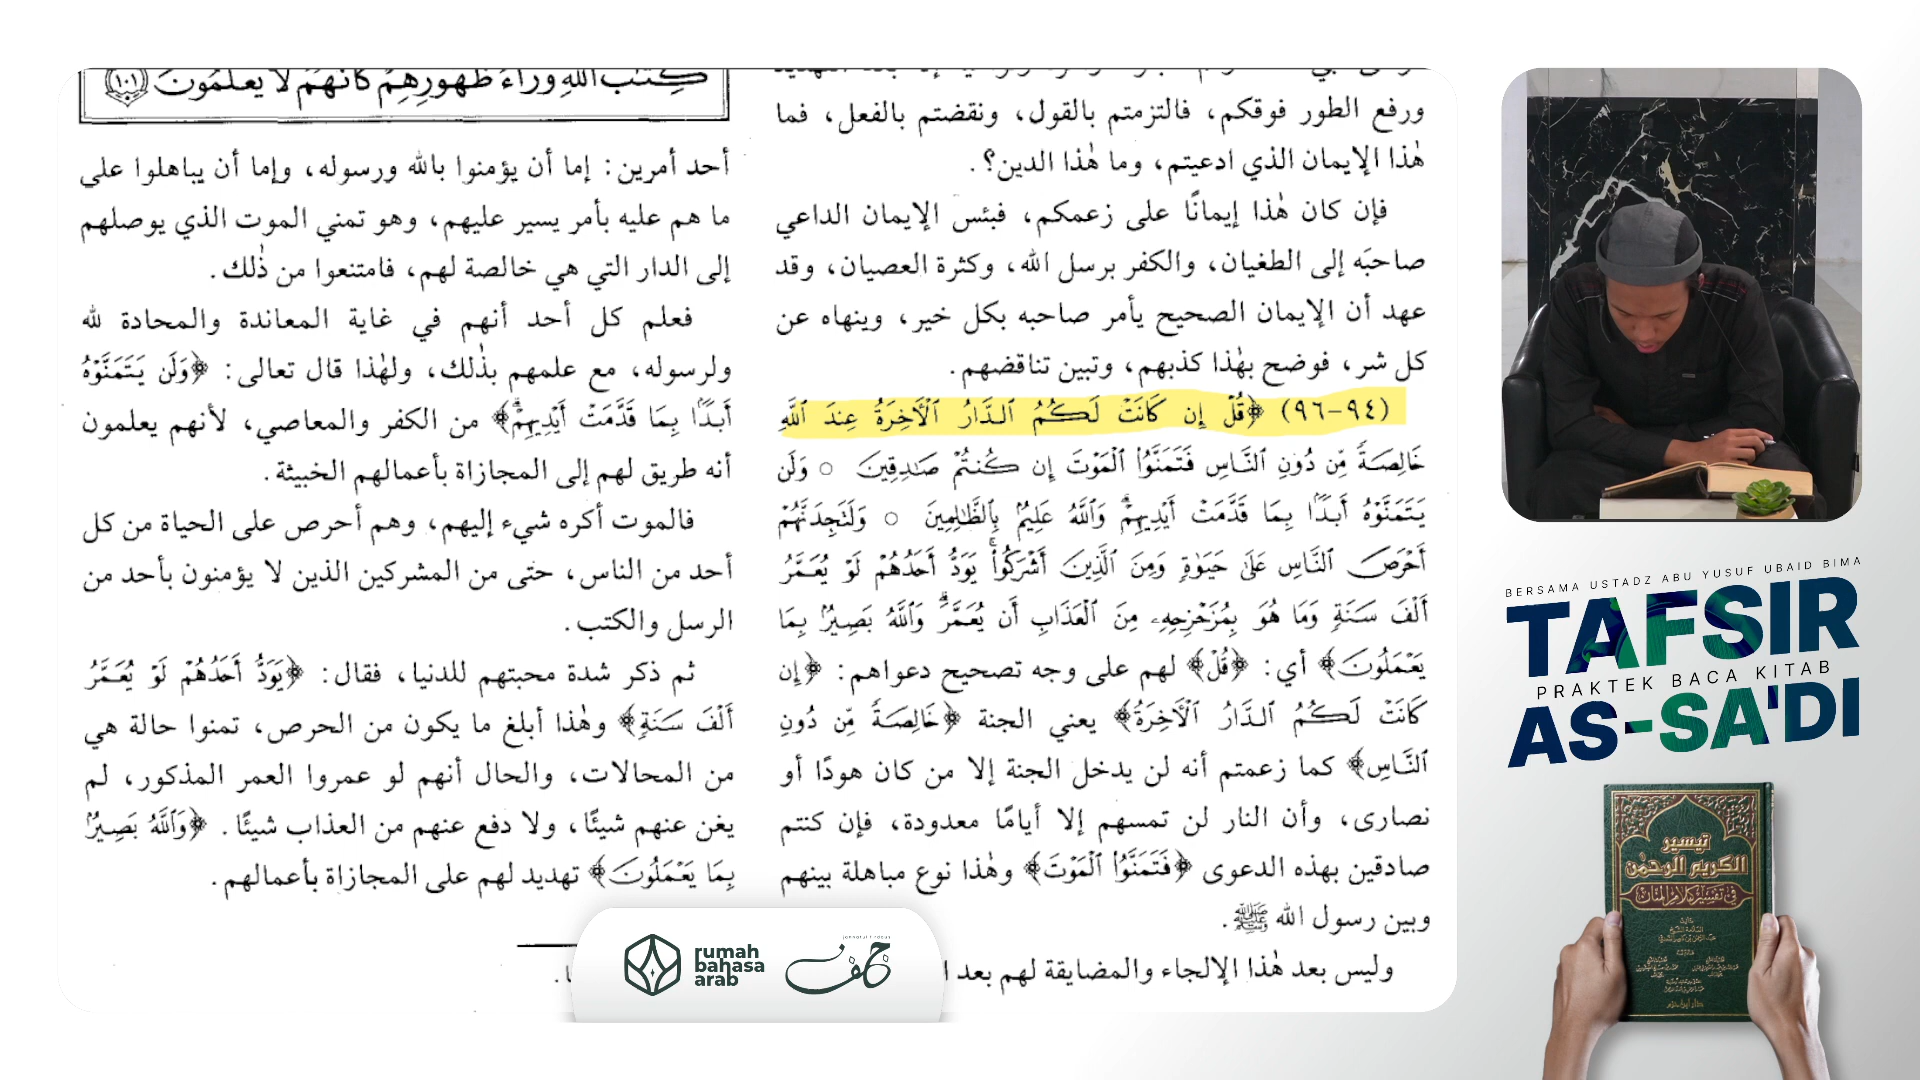 ورفع الطور فوقكم، فالتزمتم بالقول، ونقضتم بالفعل، فما
هٰذا الإيمان الذي ادعيتم، وما هٰذا الدين؟.
فإن كان هٰذا إيمانًا على زعمكم، فبئس الإيمان الداعي
صاحبَه إلى الطغيان، والكفر برسل الله، وكثرة العصيان، وقد
عهد أن الإيمان الصحيح يأمر صاحبه بكل خير، وينهاه عن
كل شر، فوضح بهٰذا كذبهم، وتبين تناقضهم.
(٩٤-٩٦) ﴿قُلْ إِن كَانَتْ لَكُمُ ٱلدَّارُ ٱلْآخِرَةُ عِندَ ٱللَّهِ
خَالِصَةً مِّن دُونِ ٱلنَّاسِ فَتَمَنَّوُا۟ ٱلْمَوْتَ إِن كُنتُمْ صَـٰدِقِينَ ○ وَلَن
يَتَمَنَّوْهُ أَبَدًۢا بِمَا قَدَّمَتْ أَيْدِيهِمْ ۗ وَٱللَّهُ عَلِيمٌۢ بِٱلظَّـٰلِمِينَ ○ وَلَتَجِدَنَّهُمْ
أَحْرَصَ ٱلنَّاسِ عَلَىٰ حَيَوٰةٍ وَمِنَ ٱلَّذِينَ أَشْرَكُوا۟ ۚ يَوَدُّ أَحَدُهُمْ لَوْ يُعَمَّرُ
أَلْفَ سَنَةٍ وَمَا هُوَ بِمُزَحْزِحِهِۦ مِنَ ٱلْعَذَابِ أَن يُعَمَّرَ ۗ وَٱللَّهُ بَصِيرٌۢ بِمَا
يَعْمَلُونَ﴾ أي: ﴿قُلْ﴾ لهم على وجه تصحيح دعواهم: ﴿إِن
كَانَتْ لَكُمُ ٱلدَّارُ ٱلْآخِرَةُ﴾ يعني الجنة ﴿خَالِصَةً مِّن دُونِ
ٱلنَّاسِ﴾ كما زعمتم أنه لن يدخل الجنة إلا من كان هودًا أو
نصارى، وأن النار لن تمسهم إلا أيامًا معدودة، فإن كنتم
صادقين بهذه الدعوى ﴿فَتَمَنَّوُا۟ ٱلْمَوْتَ﴾ وهٰذا نوع مباهلة بينهم
وبين رسول الله ﷺ.
وليس بعد هٰذا الإلجاء والمضايقة لهم بعد
كِتَـٰبَ ٱللَّهِ وَرَآءَ ظُهُورِهِمْ كَأَنَّهُمْ لَا يَعْلَمُونَ ١٠١
أحد أمرين: إما أن يؤمنوا بالله ورسوله، وإما أن يباهلوا على
ما هم عليه بأمر يسير عليهم، وهو تمني الموت الذي يوصلهم
إلى الدار التي هي خالصة لهم، فامتنعوا من ذٰلك.
فعلم كل أحد أنهم في غاية المعاندة والمحادة لله
ولرسوله، مع علمهم بذٰلك، ولهٰذا قال تعالى: ﴿وَلَن يَتَمَنَّوْهُ
أَبَدًۢا بِمَا قَدَّمَتْ أَيْدِيهِمْ ۗ﴾ من الكفر والمعاصي، لأنهم يعلمون
أنه طريق لهم إلى المجازاة بأعمالهم الخبيثة.
فالموت أكره شيء إليهم، وهم أحرص على الحياة من كل
أحد من الناس، حتى من المشركين الذين لا يؤمنون بأحد من
الرسل والكتب.
ثم ذكر شدة محبتهم للدنيا، فقال: ﴿يَوَدُّ أَحَدُهُمْ لَوْ يُعَمَّرُ
أَلْفَ سَنَةٍ﴾ وهٰذا أبلغ ما يكون من الحرص، تمنوا حالة هي
من المحالات، والحال أنهم لو عمروا العمر المذكور، لم
يغن عنهم شيئًا، ولا دفع عنهم من العذاب شيئًا. ﴿وَٱللَّهُ بَصِيرٌۢ
بِمَا يَعْمَلُونَ﴾ تهديد لهم على المجازاة بأعمالهم.
rumah
bahasa
arab
BERSAMA USTADZ ABU YUSUF UBAID BIMA
TAFSIR
PRAKTEK BACA KITAB
AS-SA'DI
تيسير
الكريم الرحمن
في تفسير كلام المنان